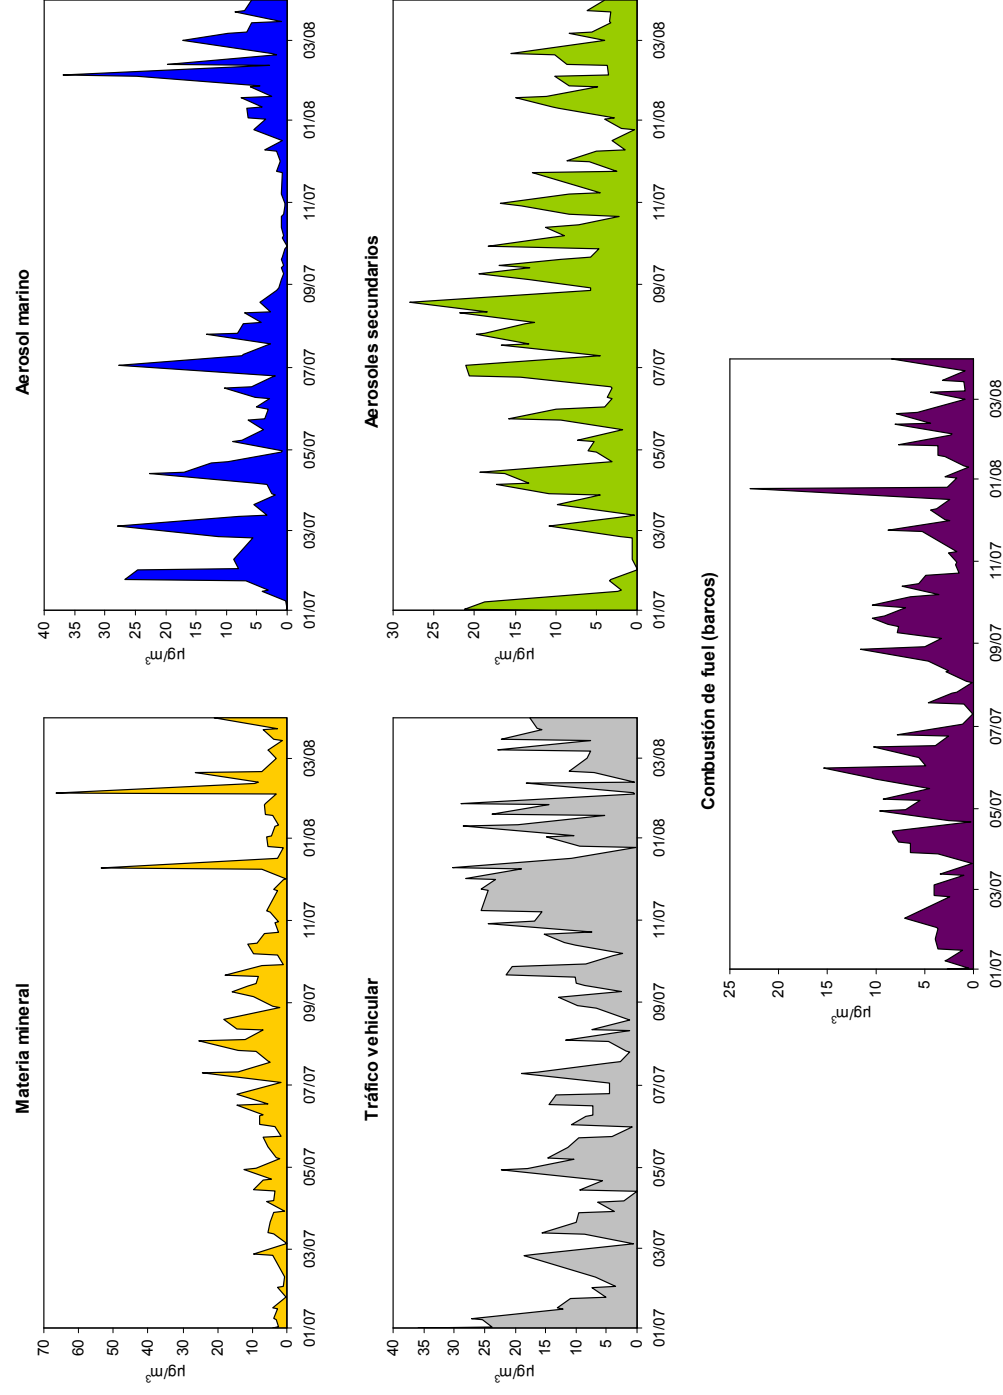 Materia mineral
µg/m³
70
60
50
40
30
20
10
0
01/07 03/07 05/07 07/07 09/07 11/07 01/08 03/08
Aerosol marino
µg/m³
40
35
30
25
20
15
10
5
0
01/07 03/07 05/07 07/07 09/07 11/07 01/08 03/08
Tráfico vehicular
µg/m³
40
35
30
25
20
15
10
5
0
01/07 03/07 05/07 07/07 09/07 11/07 01/08 03/08
Aerosoles secundarios
µg/m³
30
25
20
15
10
5
0
01/07 03/07 05/07 07/07 09/07 11/07 01/08 03/08
Combustión de fuel (barcos)
µg/m³
25
20
15
10
5
0
01/07 03/07 05/07 07/07 09/07 11/07 01/08 03/08